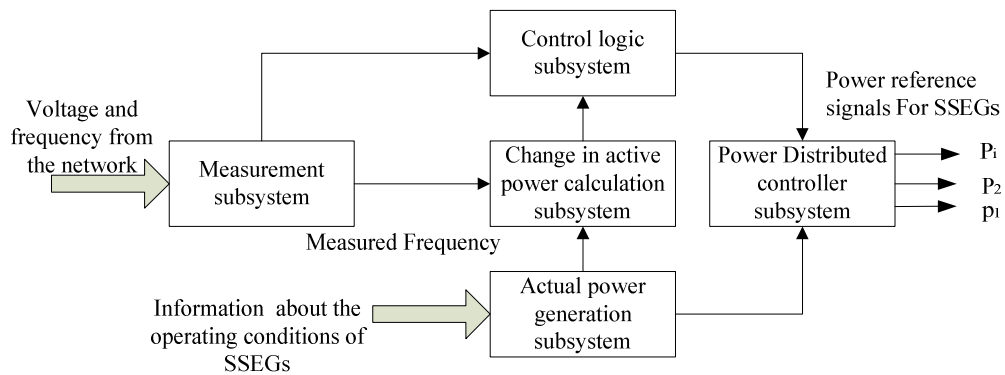 Control logic
subsystem
Power reference
signals For SSEGs
Voltage and
frequency from
the network
Measurement
subsystem
Change in active
power calculation
subsystem
Power Distributed
controller
subsystem
Pi
P2
p1
Measured Frequency
Information about the
operating conditions of
SSEGs
Actual power
generation
subsystem